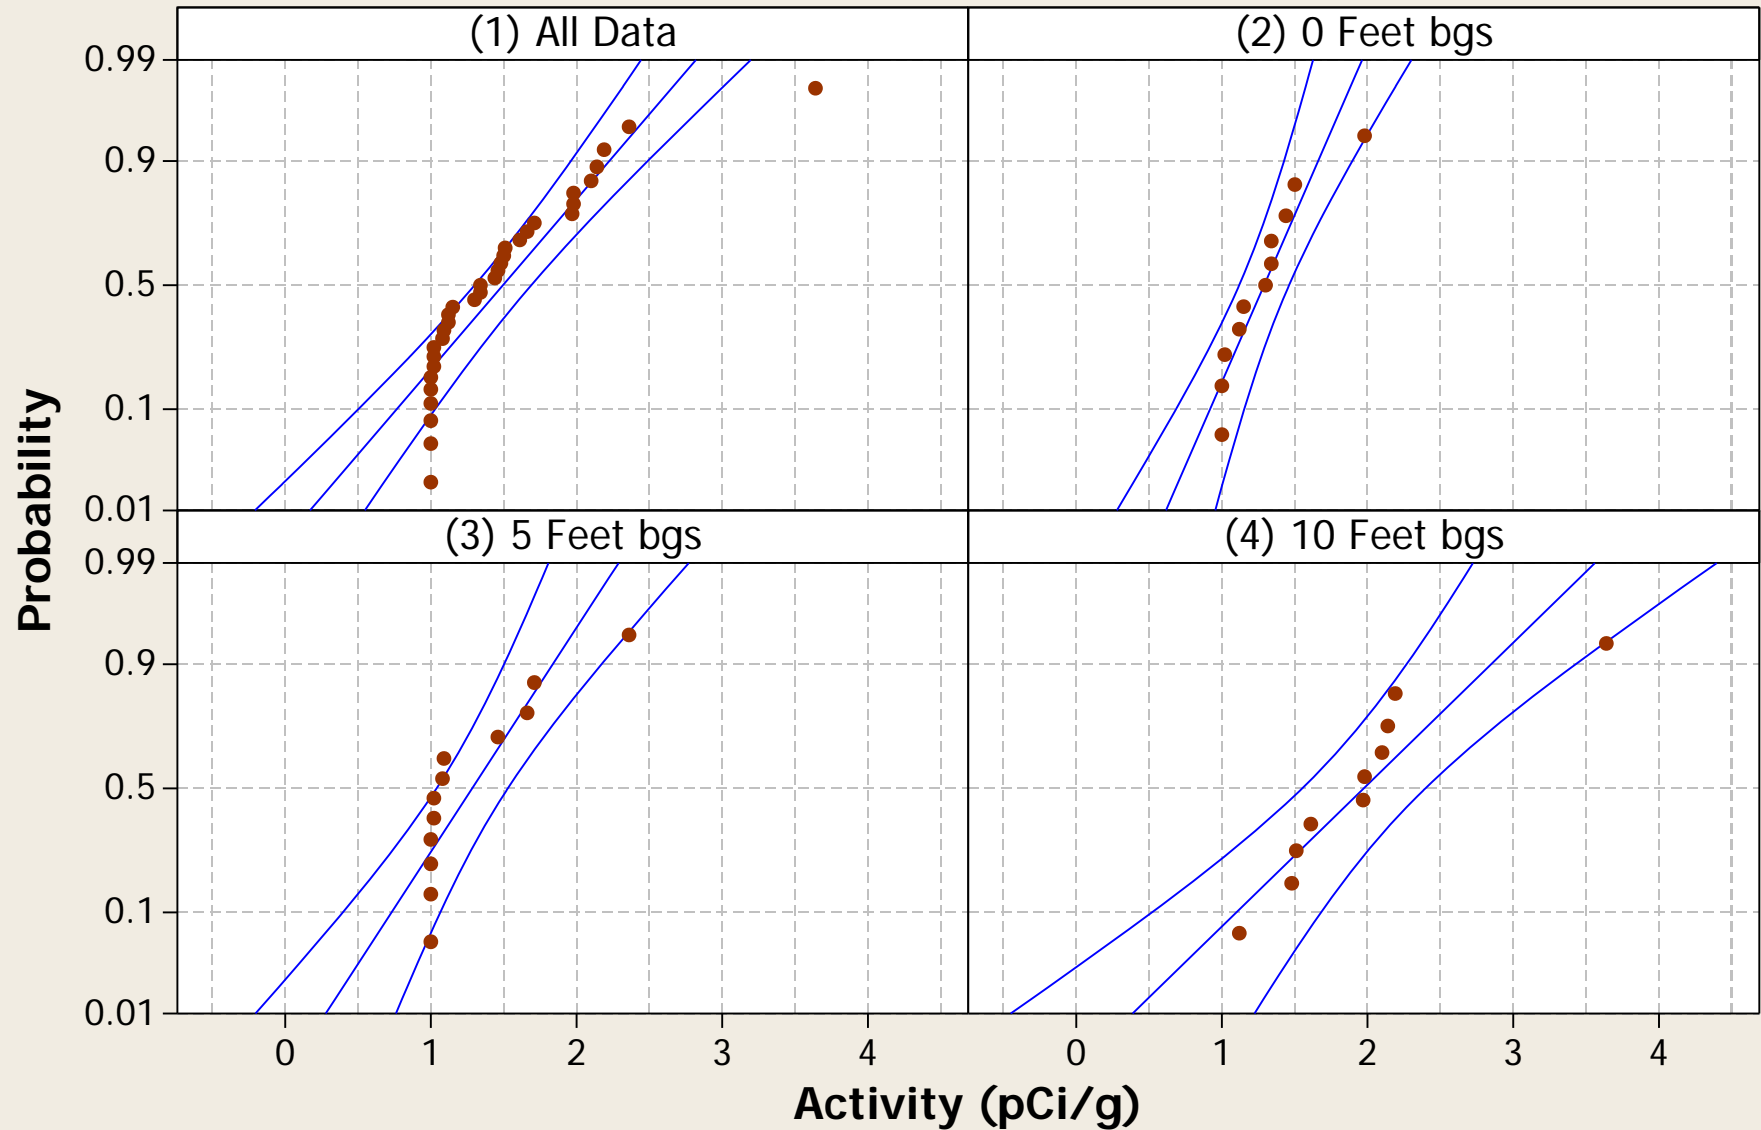 (1) All Data
(2) 0 Feet bgs
0.99
0.9
0.5
0.1
0.01
(3) 5 Feet bgs
(4) 10 Feet bgs
0.99
0.9
0.5
0.1
0.01
Probability
0 1 2 3 4
0 1 2 3 4
Activity (pCi/g)